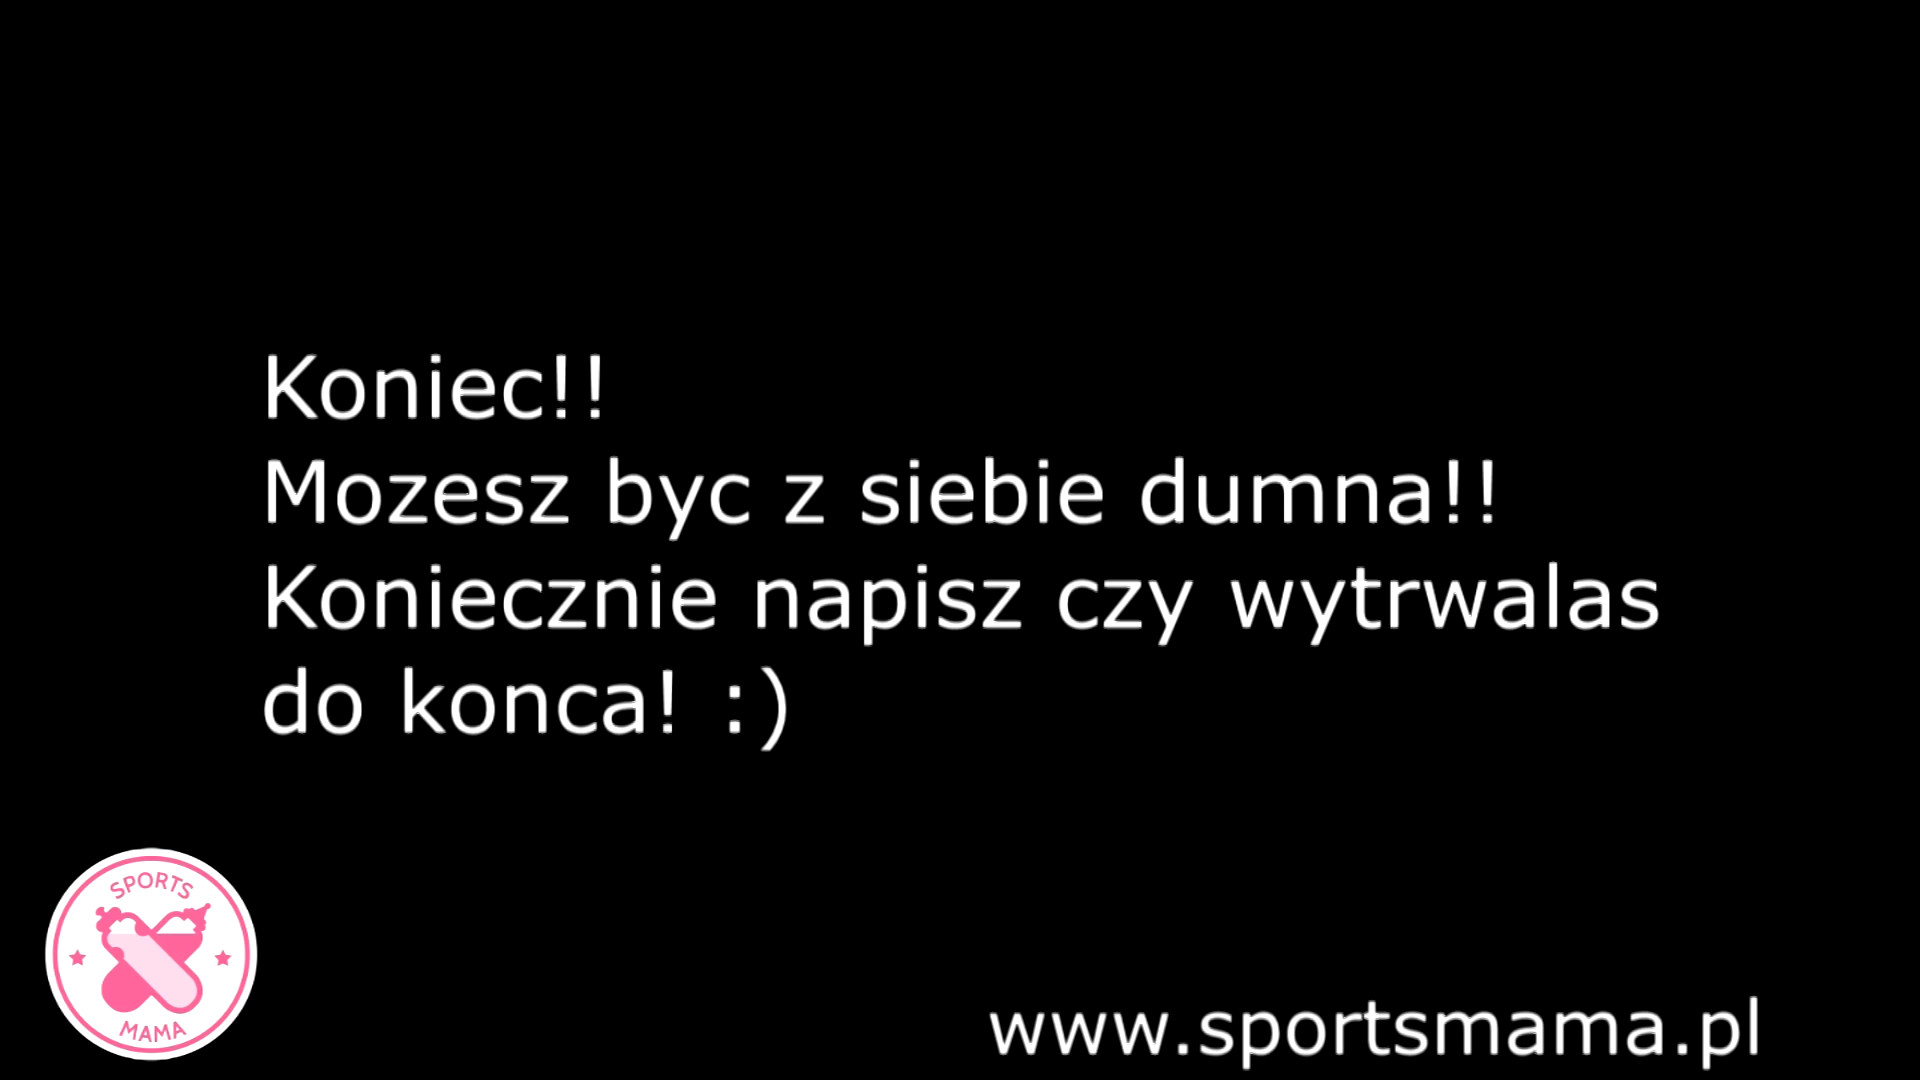 Koniec!!
Mozesz byc z siebie dumna!!
Koniecznie napisz czy wytrwalas
do konca! :)
SPORTS
MAMA
www.sportsmama.pl